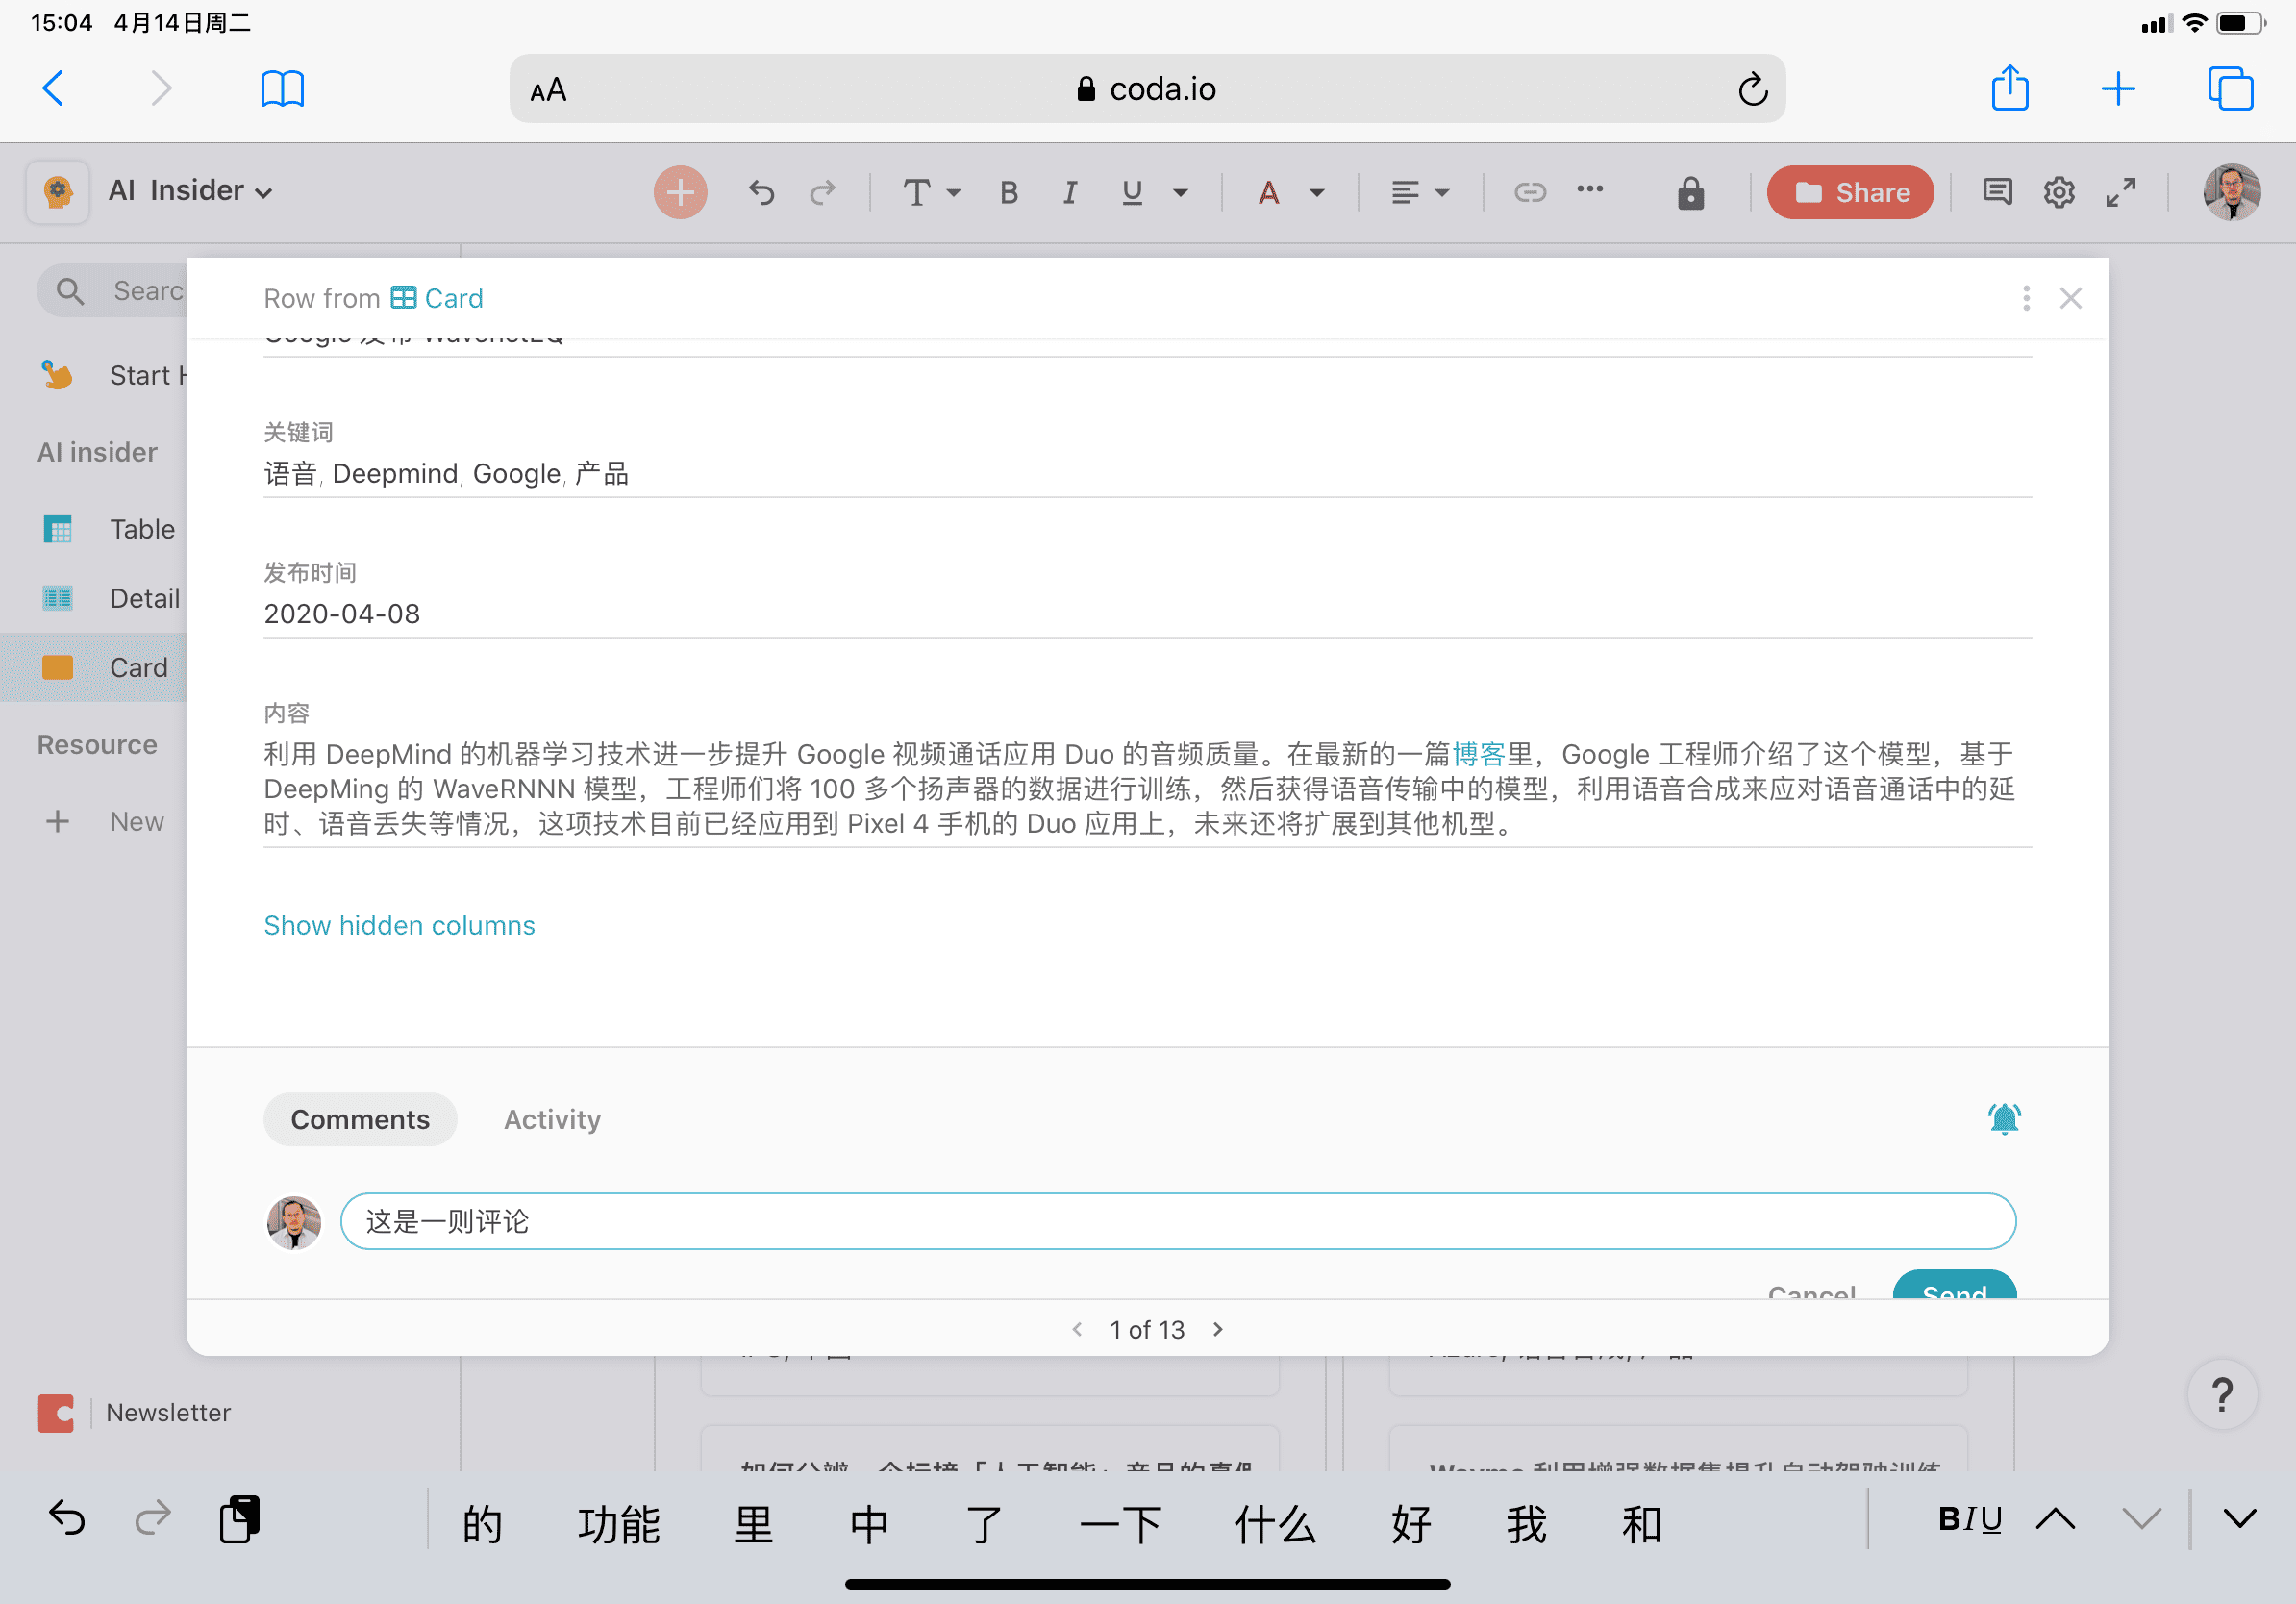 15:04 4月14日周二
AA coda.io
AI Insider
T B I U A Share
Searc
Row from Card
Google 发布 WavenetEQ
Start H
关键词
AI insider
语音, Deepmind, Google, 产品
Table
发布时间
Detail
2020-04-08
Card
内容
Resource
利用 DeepMind 的机器学习技术进一步提升 Google 视频通话应用 Duo 的音频质量。在最新的一篇博客里，Google 工程师介绍了这个模型，基于
DeepMing 的 WaveRNNN 模型，工程师们将 100 多个扬声器的数据进行训练，然后获得语音传输中的模型，利用语音合成来应对语音通话中的延
时、语音丢失等情况，这项技术目前已经应用到 Pixel 4 手机的 Duo 应用上，未来还将扩展到其他机型。
New
Show hidden columns
Comments Activity
这是一则评论
Cancel Send
1 of 13
Newsletter
?
的 功能 里 中 了 一下 什么 好 我 和 BIU